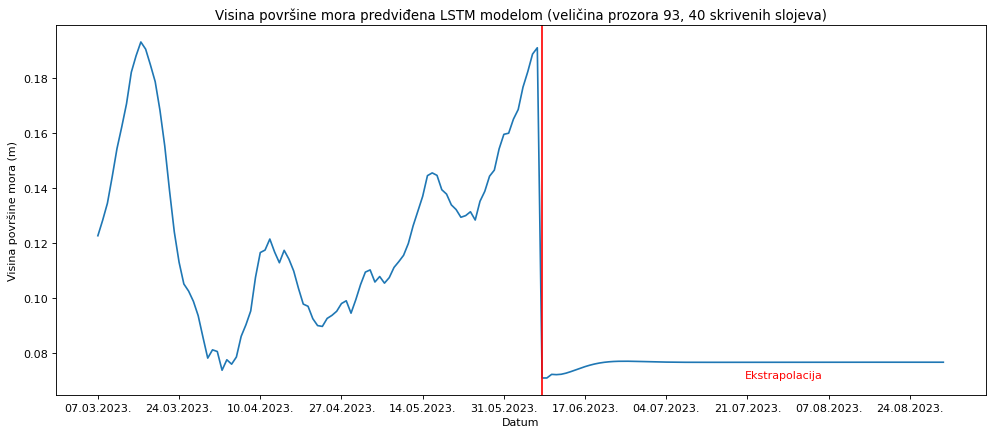 Visina površine mora predviđena LSTM modelom (veličina prozora 93, 40 skrivenih slojeva)
Visina površine mora (m)
0.18
0.16
0.14
0.12
0.10
0.08
Ekstrapolacija
07.03.2023. 24.03.2023. 10.04.2023. 27.04.2023. 14.05.2023. 31.05.2023. 17.06.2023. 04.07.2023. 21.07.2023. 07.08.2023. 24.08.2023.
Datum